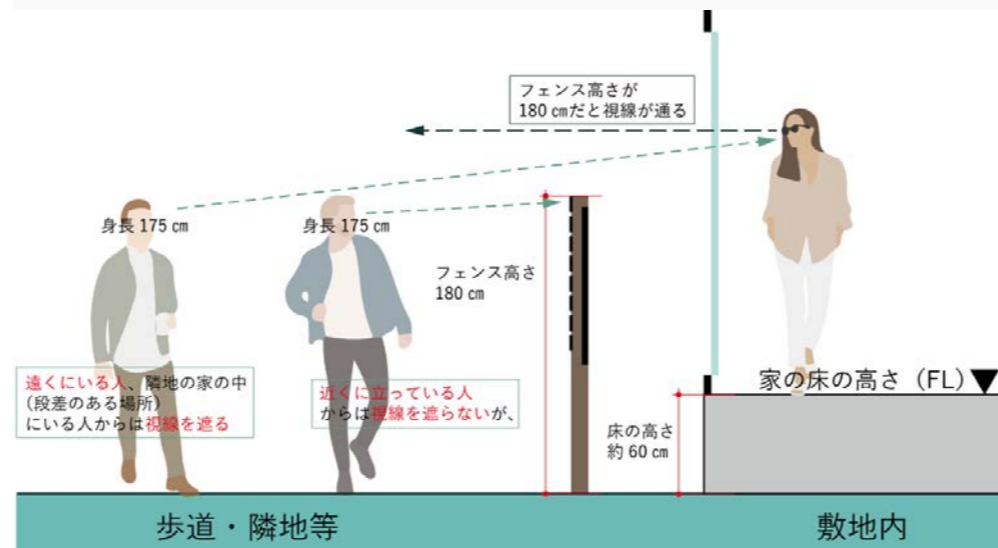 フェンス高さが
180 ㎝だと視線が通る
身長 175 ㎝
身長 175 ㎝
フェンス高さ
180 ㎝
遠くにいる人、隣地の家の中
(段差のある場所)
にいる人からは視線を遮る
近くに立っている人
からは視線を遮らないが、
家の床の高さ(FL)
床の高さ
約 60 ㎝
歩道・隣地等
敷地内